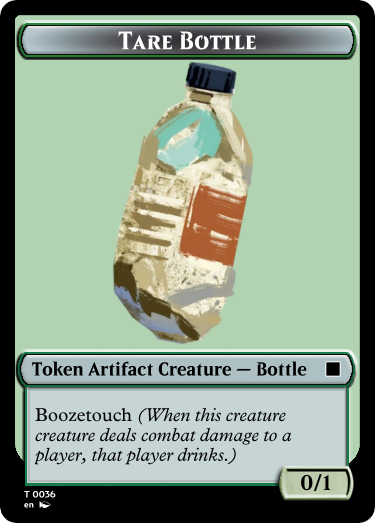 Tare Bottle
Token Artifact Creature — Bottle
Boozetouch (When this creature
creature deals combat damage to a
player, that player drinks.)
0/1
T 0036
en